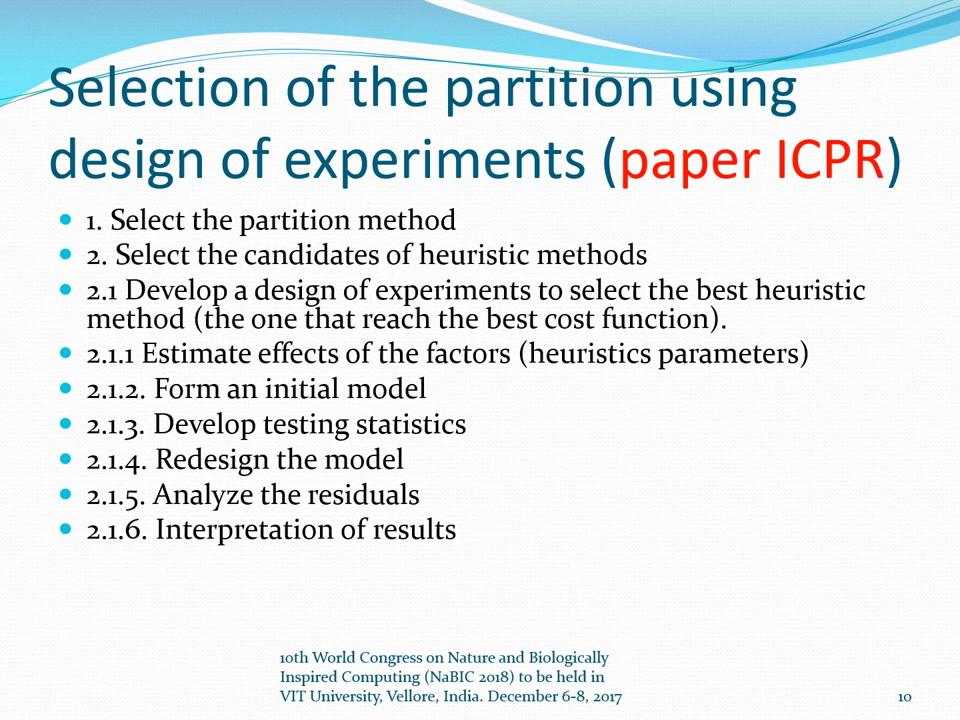 Selection of the partition using
design of experiments (paper ICPR)
• 1. Select the partition method
• 2. Select the candidates of heuristic methods
• 2.1 Develop a design of experiments to select the best heuristic
method (the one that reach the best cost function).
• 2.1.1 Estimate effects of the factors (heuristics parameters)
• 2.1.2. Form an initial model
• 2.1.3. Develop testing statistics
• 2.1.4. Redesign the model
• 2.1.5. Analyze the residuals
• 2.1.6. Interpretation of results
10th World Congress on Nature and Biologically
Inspired Computing (NaBIC 2018) to be held in
VIT University, Vellore, India. December 6-8, 2017
10